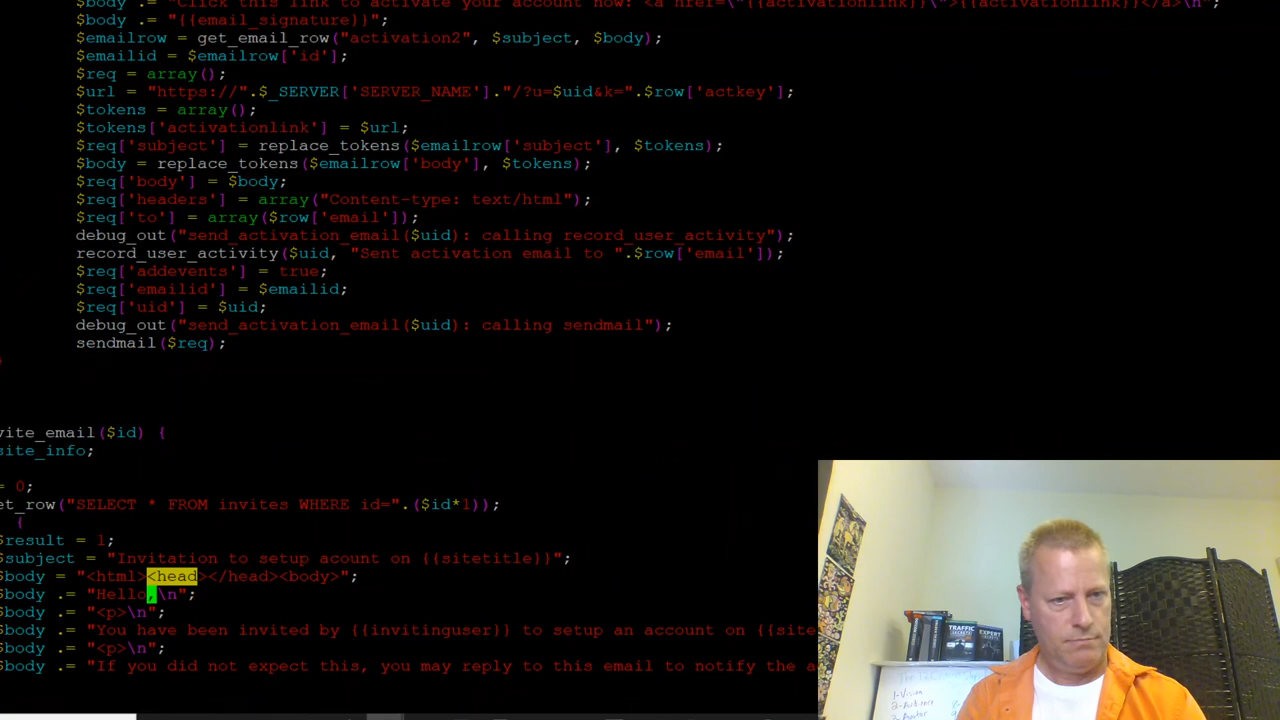 $body .= "Click this link to activate your account now: <a href=\"{{activationlink}}\">{{activationlink}}</a>\n";
$body .= "{{email_signature}";
$emailrow = get_email_row("activation2", $subject, $body);
$emailid = $emailrow['id'];
$req = array();
$url = "https://".$_SERVER['SERVER_NAME']."/?u=$uid&k=".$row['actkey'];
$tokens = array();
$tokens['activationlink'] = $url;
$req['subject'] = replace_tokens($emailrow['subject'], $tokens);
$body = replace_tokens($emailrow['body'], $tokens);
$req['body'] = $body;
$req['headers'] = array("Content-type: text/html");
$req['to'] = array($row['email']);
debug_out("send_activation_email($uid): calling record_user_activity");
record_user_activity($uid, "Sent activation email to ".$row['email']);
$req['addevents'] = true;
$req['emailid'] = $emailid;
$req['uid'] = $uid;
debug_out("send_activation_email($uid): calling sendmail");
sendmail($req);
}
vite_email($id) {
site_info;
= 0;
et_row("SELECT * FROM invites WHERE id=".($id*1));
{
$result = 1;
$subject = "Invitation to setup acount on {{sitetitle}}";
$body = "<html><head></head><body>";
$body .= "Hello,\n";
$body .= "<p>\n";
$body .= "You have been invited by {{invitinguser}} to setup an account on {{site
$body .= "<p>\n";
$body .= "If you did not expect this, you may reply to this email to notify the a
TRAFFIC
SECRETS
EXPERT
SECRETS
1-Vision